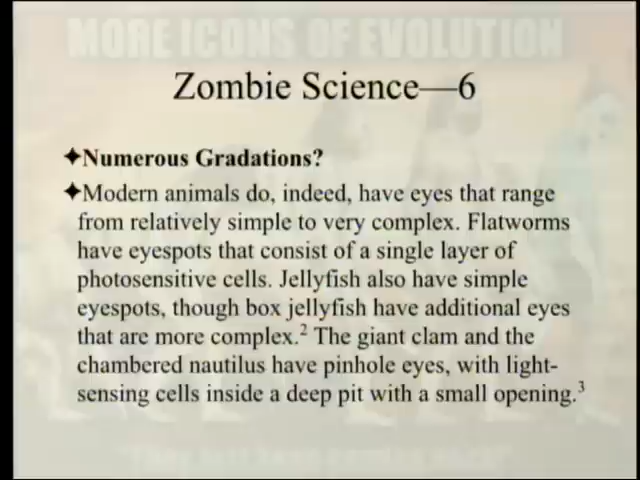 MORE ICONS OF EVOLUTION
Zombie Science—6
✦Numerous Gradations?
✦Modern animals do, indeed, have eyes that range
from relatively simple to very complex. Flatworms
have eyespots that consist of a single layer of
photosensitive cells. Jellyfish also have simple
eyespots, though box jellyfish have additional eyes
that are more complex.2 The giant clam and the
chambered nautilus have pinhole eyes, with light-
sensing cells inside a deep pit with a small opening.3